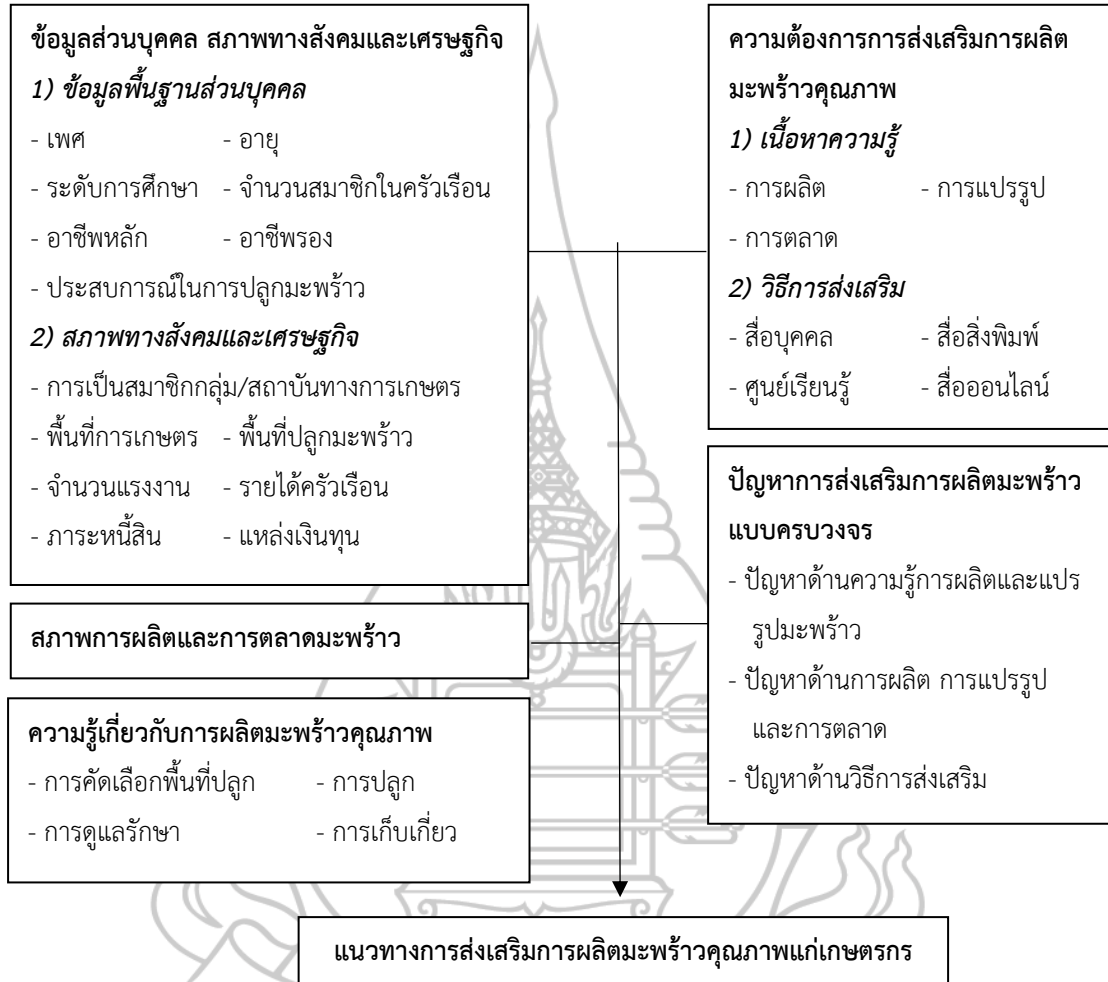 ข้อมูลส่วนบุคคล สภาพทางสังคมและเศรษฐกิจ
1) ข้อมูลพื้นฐานส่วนบุคคล
- เพศ - อายุ
- ระดับการศึกษา - จำนวนสมาชิกในครัวเรือน
- อาชีพหลัก - อาชีพรอง
- ประสบการณ์ในการปลูกมะพร้าว
2) สภาพทางสังคมและเศรษฐกิจ
- การเป็นสมาชิกกลุ่ม/สถาบันทางการเกษตร
- พื้นที่การเกษตร - พื้นที่ปลูกมะพร้าว
- จำนวนแรงงาน - รายได้ครัวเรือน
- ภาระหนี้สิน - แหล่งเงินทุน
สภาพการผลิตและการตลาดมะพร้าว
ความรู้เกี่ยวกับการผลิตมะพร้าวคุณภาพ
- การคัดเลือกพื้นที่ปลูก - การปลูก
- การดูแลรักษา - การเก็บเกี่ยว
ความต้องการการส่งเสริมการผลิต
มะพร้าวคุณภาพ
1) เนื้อหาความรู้
- การผลิต - การแปรรูป
- การตลาด
2) วิธีการส่งเสริม
- สื่อบุคคล - สื่อสิ่งพิมพ์
- ศูนย์เรียนรู้ - สื่อออนไลน์
ปัญหาการส่งเสริมการผลิตมะพร้าว
แบบครบวงจร
- ปัญหาด้านความรู้การผลิตและแปร
รูปมะพร้าว
- ปัญหาด้านการผลิต การแปรรูป
และการตลาด
- ปัญหาด้านวิธีการส่งเสริม
แนวทางการส่งเสริมการผลิตมะพร้าวคุณภาพแก่เกษตรกร